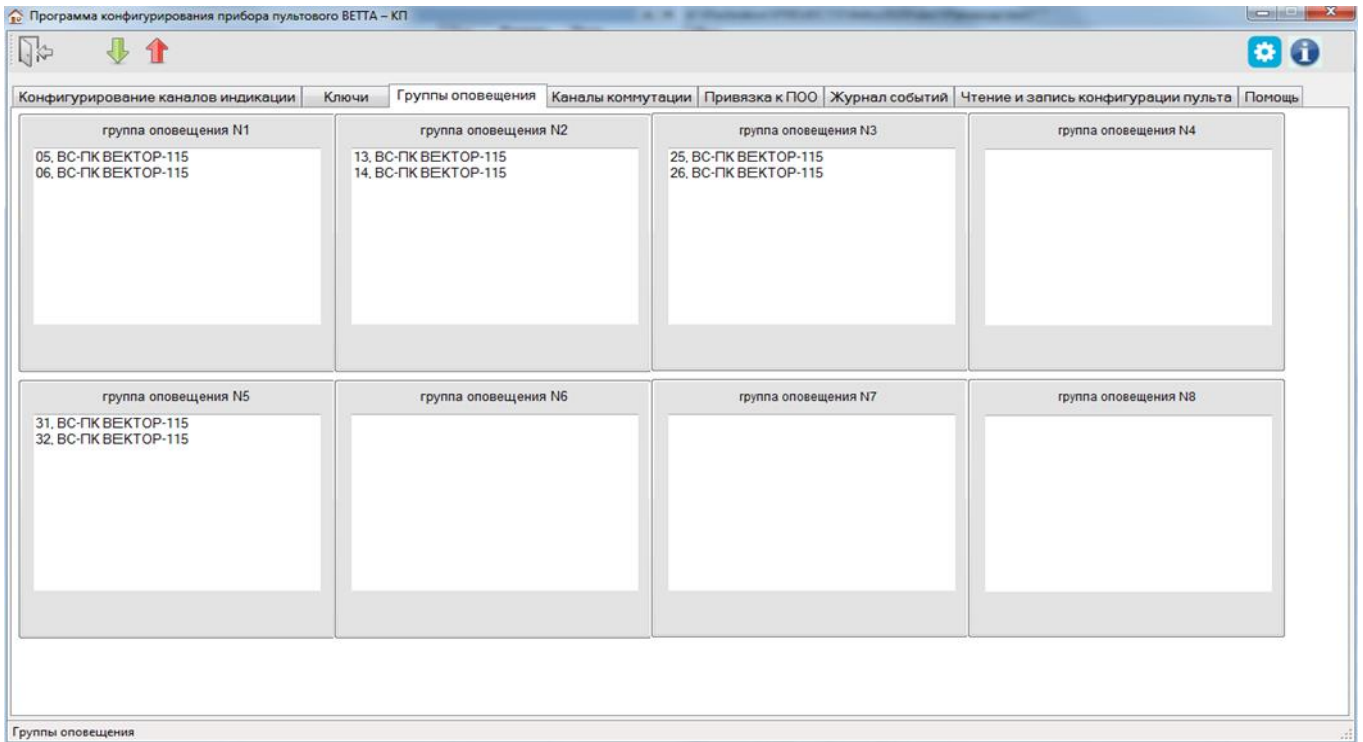 Программа конфигурирования прибора пультового ВЕТТА – КП
Конфигурирование каналов индикации Ключи Группы оповещения Каналы коммутации Привязка к ПОО Журнал событий Чтение и запись конфигурации пульта Помощь
группа оповещения N1
05, ВС-ПК ВЕКТОР-115
06, ВС-ПК ВЕКТОР-115
группа оповещения N2
13, ВС-ПК ВЕКТОР-115
14, ВС-ПК ВЕКТОР-115
группа оповещения N3
25, ВС-ПК ВЕКТОР-115
26, ВС-ПК ВЕКТОР-115
группа оповещения N4
группа оповещения N5
31, ВС-ПК ВЕКТОР-115
32, ВС-ПК ВЕКТОР-115
группа оповещения N6
группа оповещения N7
группа оповещения N8
Группы оповещения